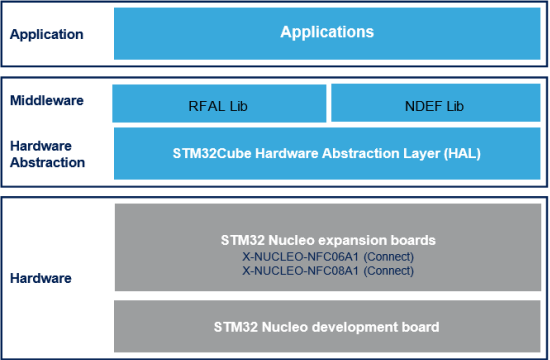 Application
Applications
Middleware
RFAL Lib
NDEF Lib
Hardware
Abstraction
STM32Cube Hardware Abstraction Layer (HAL)
Hardware
STM32 Nucleo expansion boards
X-NUCLEO-NFC06A1 (Connect)
X-NUCLEO-NFC08A1 (Connect)
STM32 Nucleo development board